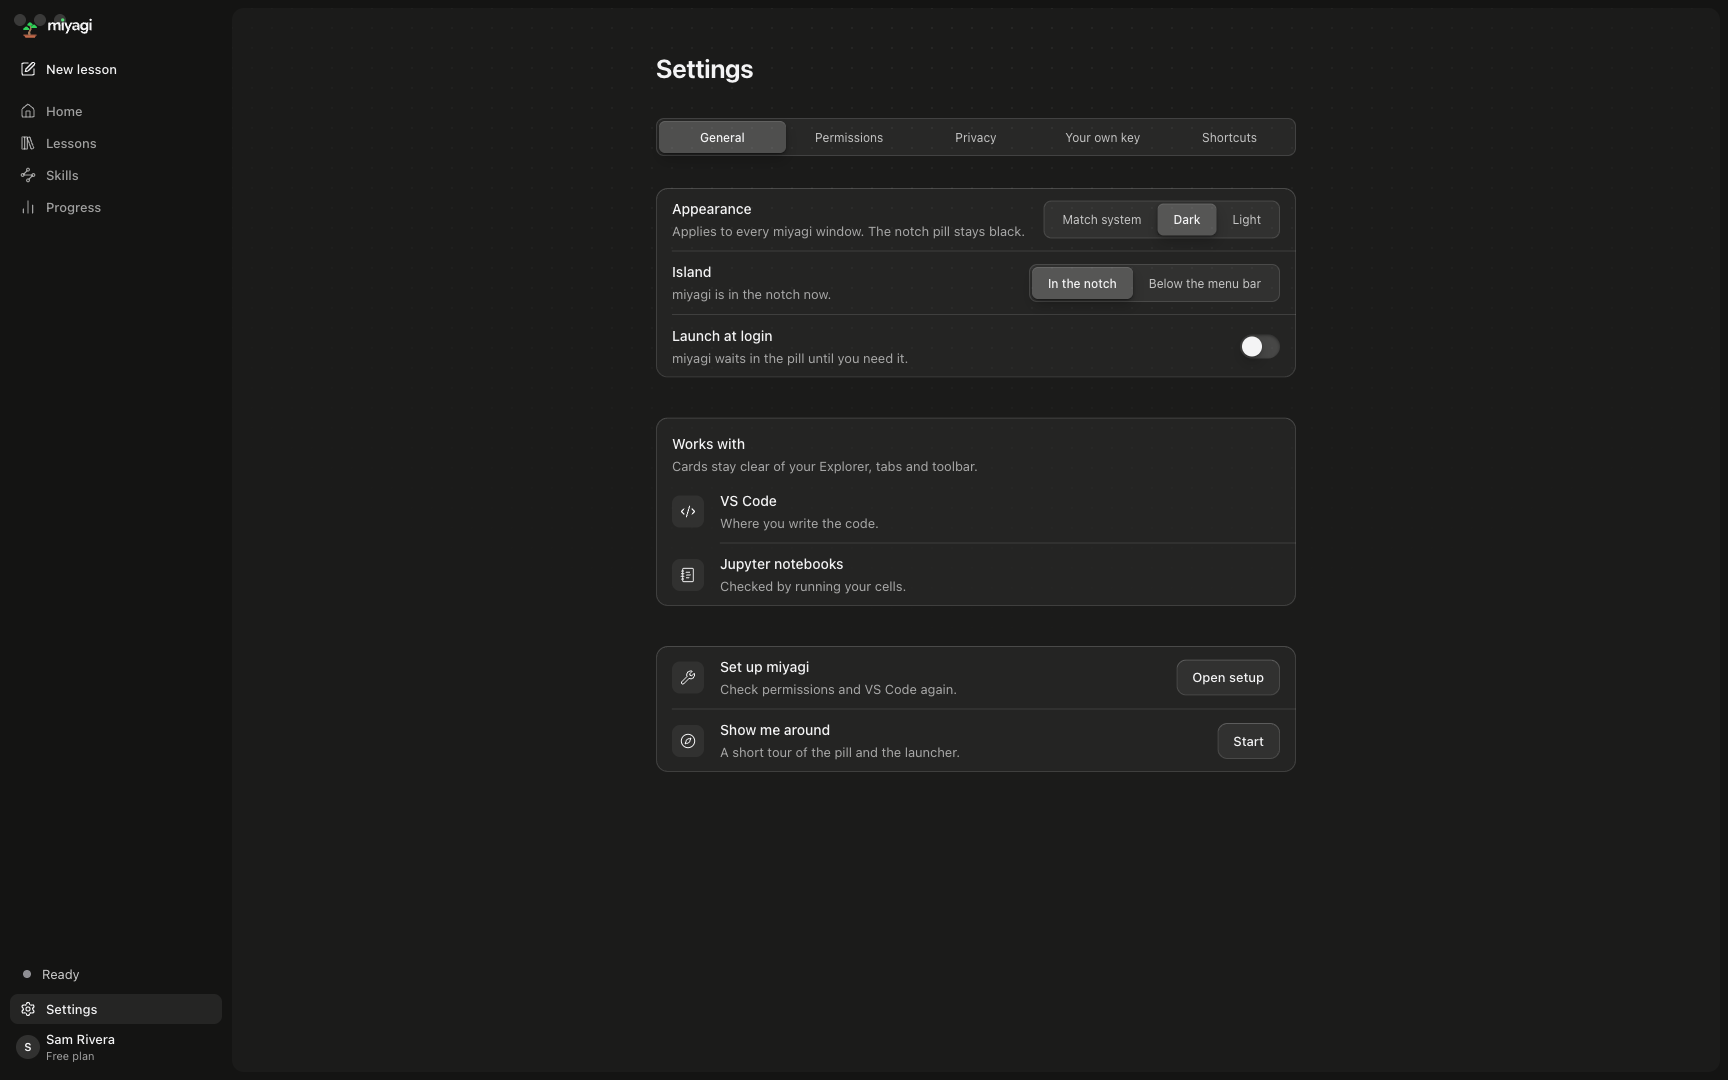 miyagi
New lesson
Home
Lessons
Skills
Progress
Ready
Settings
S
Sam Rivera
Free plan
Settings
General
Permissions
Privacy
Your own key
Shortcuts
Appearance
Applies to every miyagi window. The notch pill stays black.
Match system
Dark
Light
Island
miyagi is in the notch now.
In the notch
Below the menu bar
Launch at login
miyagi waits in the pill until you need it.
Works with
Cards stay clear of your Explorer, tabs and toolbar.
VS Code
Where you write the code.
Jupyter notebooks
Checked by running your cells.
Set up miyagi
Check permissions and VS Code again.
Open setup
Show me around
A short tour of the pill and the launcher.
Start